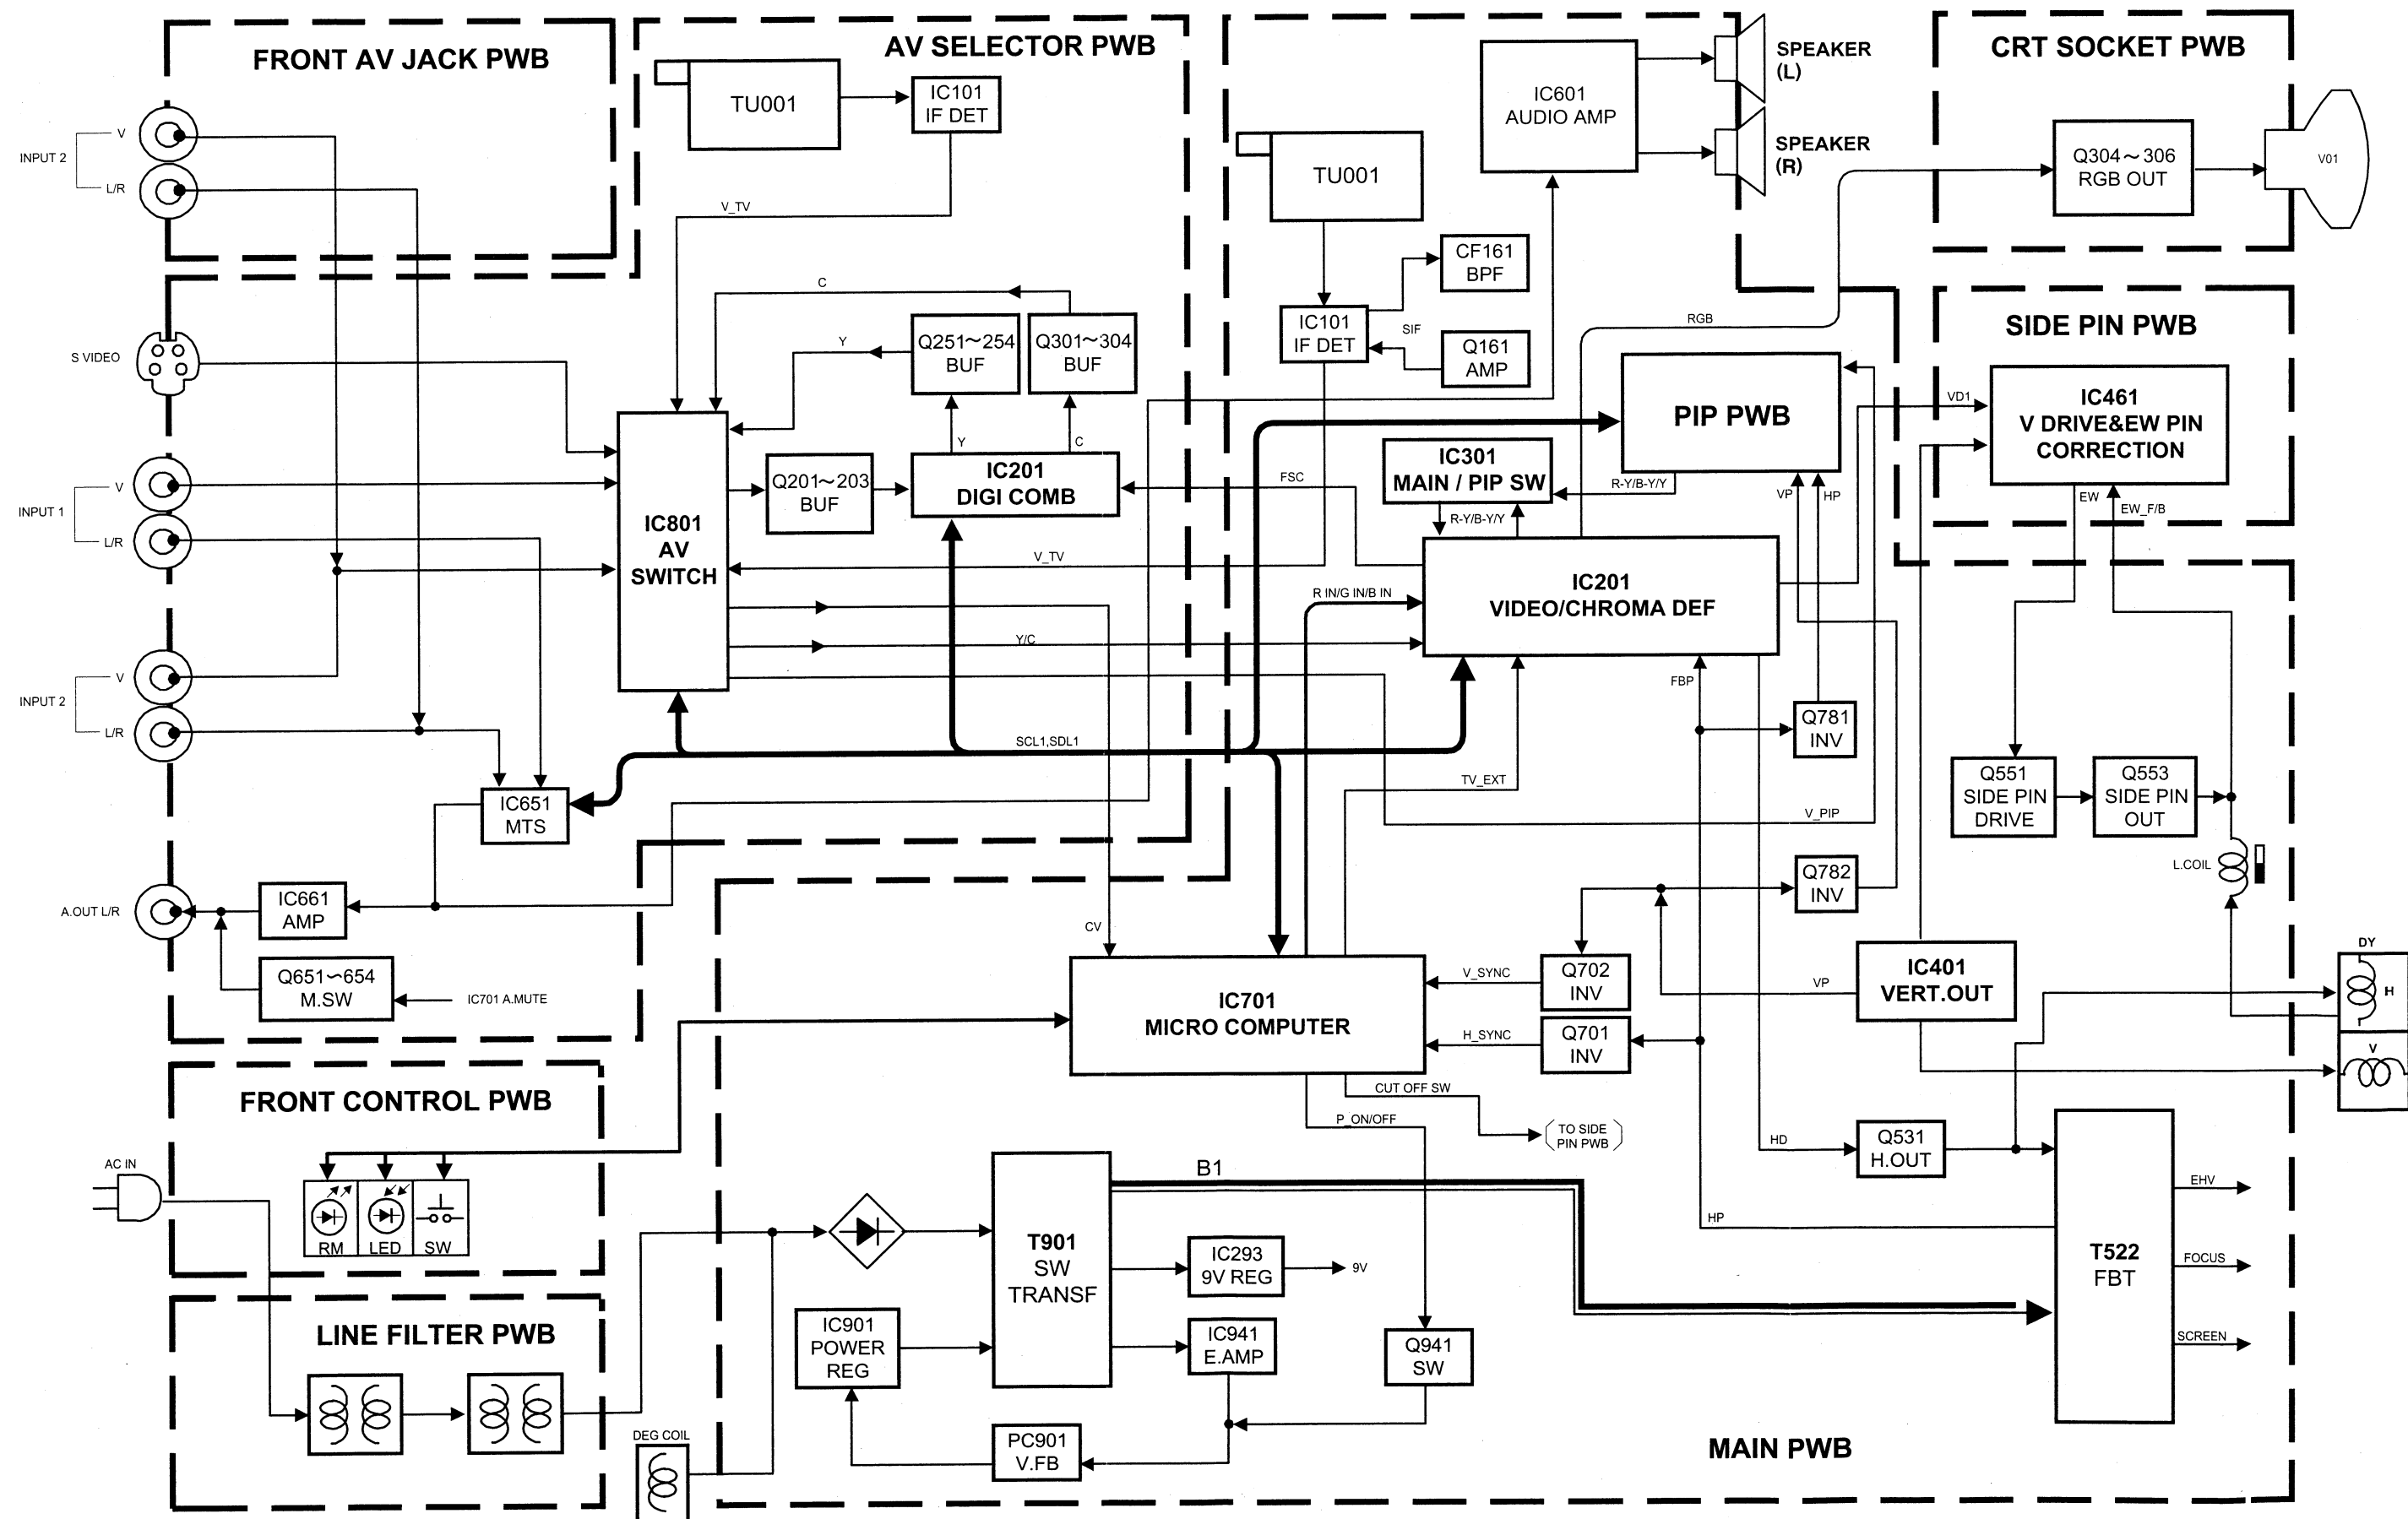 FRONT AV JACK PWB
INPUT 2
V
L/R
AV SELECTOR PWB
TU001
IC101
IF DET
V_TV
S VIDEO
INPUT 1
V
L/R
INPUT 2
V
L/R
A.OUT L/R
C
Y
Q251~254
BUF
Q301~304
BUF
Y
C
IC801
AV
SWITCH
Q201~203
BUF
IC201
DIGI COMB
V_TV
Y/C
SCL1,SDL1
IC651
MTS
IC661
AMP
Q651~654
M.SW
IC701 A.MUTE
CV
TU001
IC601
AUDIO AMP
SPEAKER
(L)
SPEAKER
(R)
CF161
BPF
IC101
IF DET
SIF
Q161
AMP
RGB
PIP PWB
IC301
MAIN / PIP SW
FSC
R-Y/B-Y/Y
R-Y/B-Y/Y
VP
HP
R IN/G IN/B IN
IC201
VIDEO/CHROMA DEF
FBP
Q781
INV
TV_EXT
V_PIP
Q782
INV
CRT SOCKET PWB
Q304~306
RGB OUT
V01
SIDE PIN PWB
VD1
IC461
V DRIVE&EW PIN
CORRECTION
EW
EW_F/B
Q551
SIDE PIN
DRIVE
Q553
SIDE PIN
OUT
L.COIL
IC701
MICRO COMPUTER
V_SYNC
Q702
INV
H_SYNC
Q701
INV
VP
IC401
VERT.OUT
DY
H
V
CUT OFF SW
TO SIDE
PIN PWB
P_ON/OFF
HD
Q531
H.OUT
HP
T522
FBT
EHV
FOCUS
SCREEN
FRONT CONTROL PWB
AC IN
RM
LED
SW
LINE FILTER PWB
DEG COIL
B1
T901
SW
TRANSF
IC293
9V REG
9V
IC901
POWER
REG
IC941
E.AMP
Q941
SW
PC901
V.FB
MAIN PWB